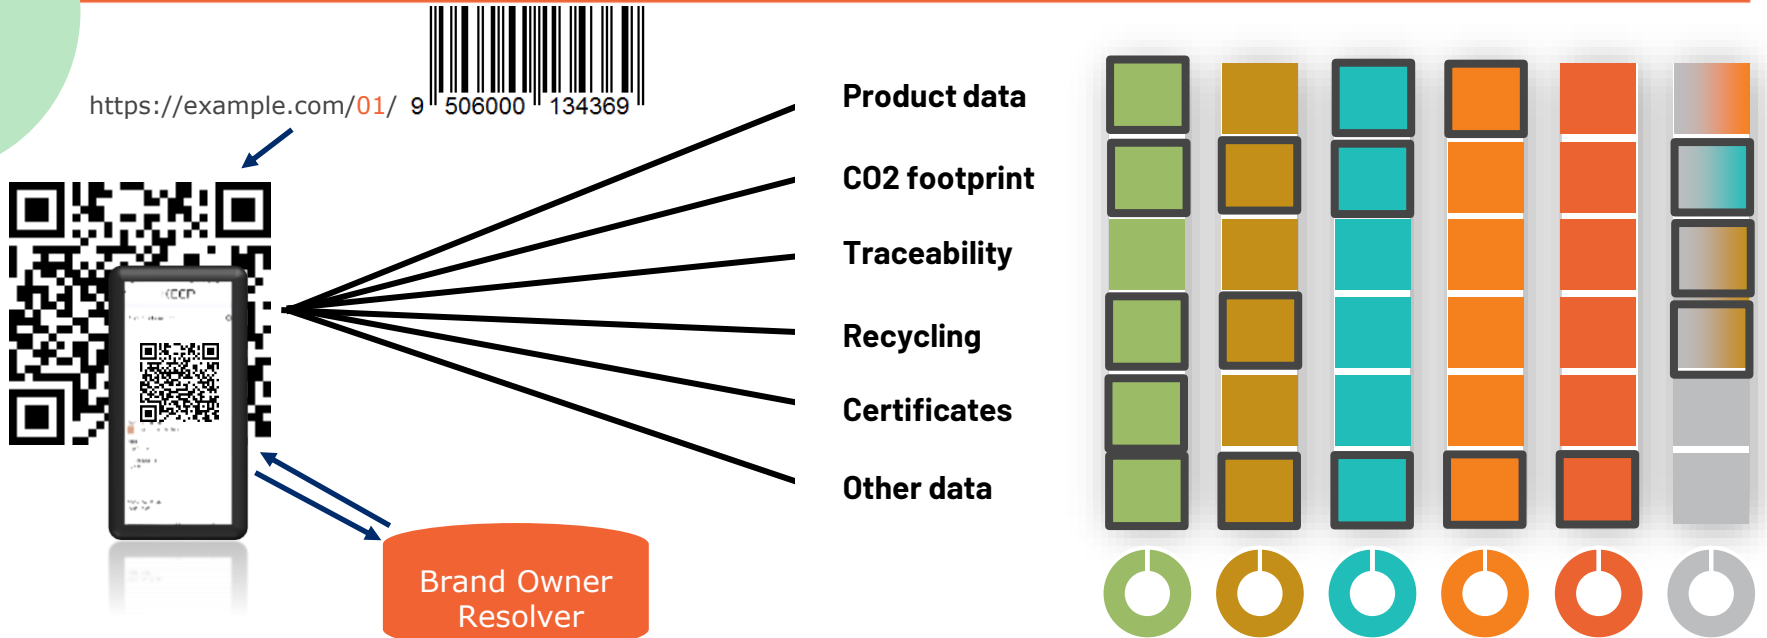 https://example.com/01/
9 506000 134369
Product data
CO2 footprint
Traceability
Recycling
Certificates
Other data
Brand Owner
Resolver